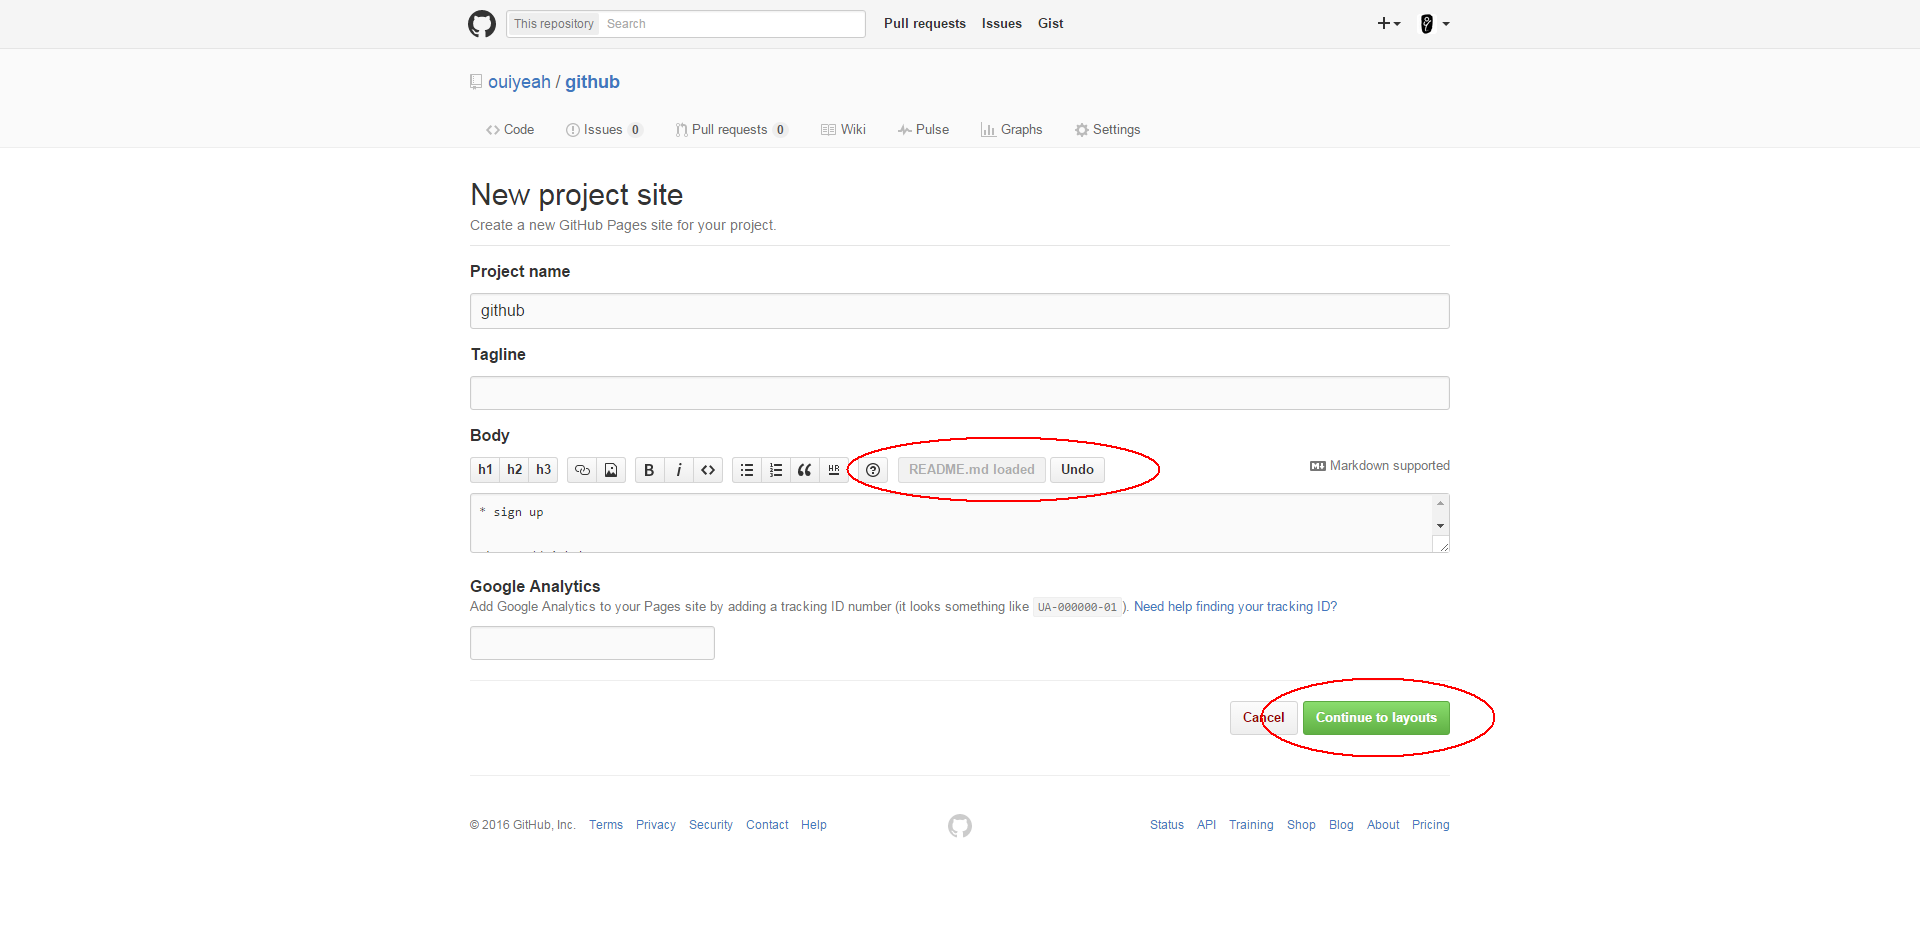 This repository Search Pull requests Issues Gist
ouiyeah / github
Code Issues 0 Pull requests 0 Wiki Pulse Graphs Settings
New project site
Create a new GitHub Pages site for your project.
Project name
github
Tagline
Body
h1 h2 h3 B i HR README.md loaded Undo Markdown supported
* sign up
Google Analytics
Add Google Analytics to your Pages site by adding a tracking ID number (it looks something like UA-000000-01). Need help finding your tracking ID?
Cancel Continue to layouts
© 2016 GitHub, Inc. Terms Privacy Security Contact Help Status API Training Shop Blog About Pricing